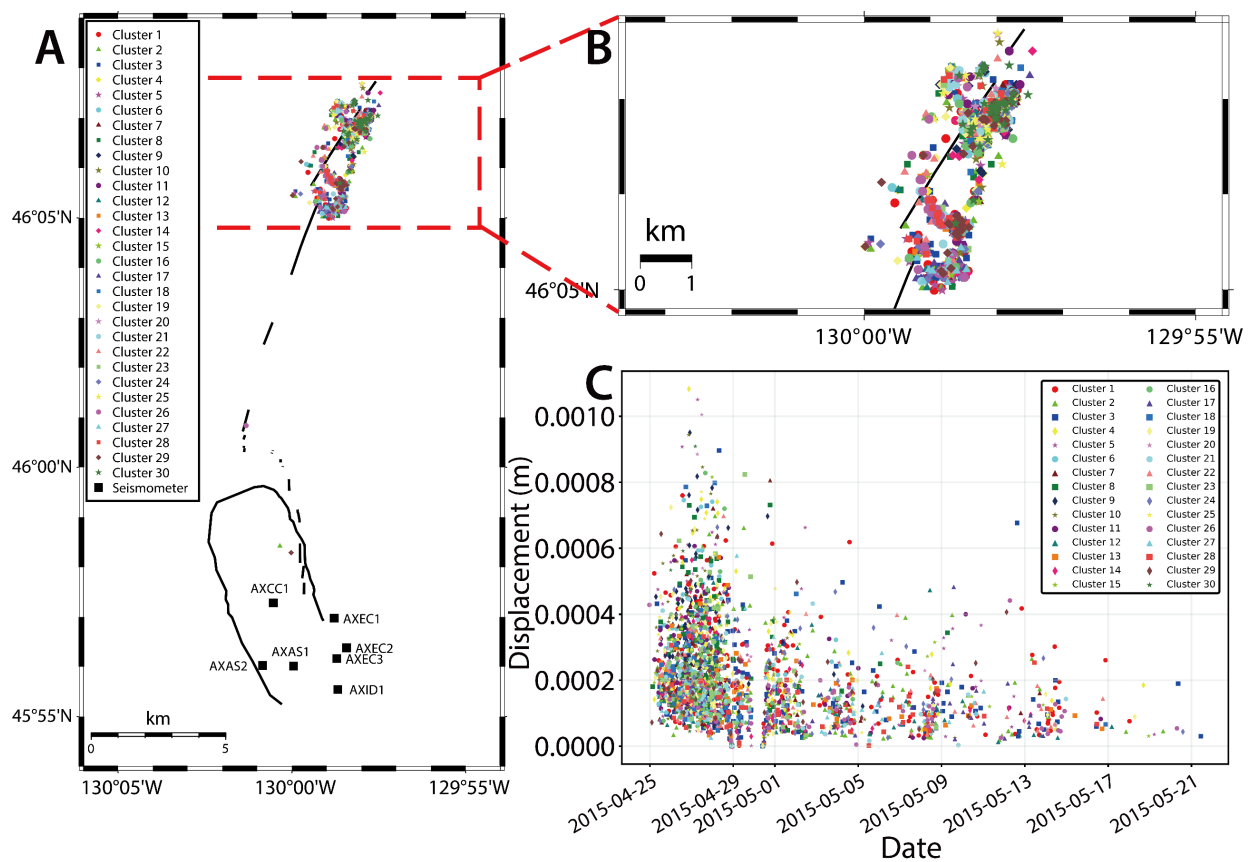 A
Cluster 1
Cluster 2
Cluster 3
Cluster 4
Cluster 5
Cluster 6
Cluster 7
Cluster 8
Cluster 9
Cluster 10
Cluster 11
Cluster 12
Cluster 13
Cluster 14
Cluster 15
Cluster 16
Cluster 17
Cluster 18
Cluster 19
Cluster 20
Cluster 21
Cluster 22
Cluster 23
Cluster 24
Cluster 25
Cluster 26
Cluster 27
Cluster 28
Cluster 29
Cluster 30
Seismometer
46°05'N
46°00'N
45°55'N
AXCC1
AXEC1
AXAS1
AXAS2
AXEC2
AXEC3
AXID1
km
0 5
130°05'W 130°00'W 129°55'W
B
km
0 1
46°05'N
130°00'W 129°55'W
C
Cluster 1
Cluster 2
Cluster 3
Cluster 4
Cluster 5
Cluster 6
Cluster 7
Cluster 8
Cluster 9
Cluster 10
Cluster 11
Cluster 12
Cluster 13
Cluster 14
Cluster 15
Cluster 16
Cluster 17
Cluster 18
Cluster 19
Cluster 20
Cluster 21
Cluster 22
Cluster 23
Cluster 24
Cluster 25
Cluster 26
Cluster 27
Cluster 28
Cluster 29
Cluster 30
Displacement (m)
0.0010
0.0008
0.0006
0.0004
0.0002
0.0000
2015-04-25
2015-04-29
2015-05-01
2015-05-05
2015-05-09
2015-05-13
2015-05-17
2015-05-21
Date